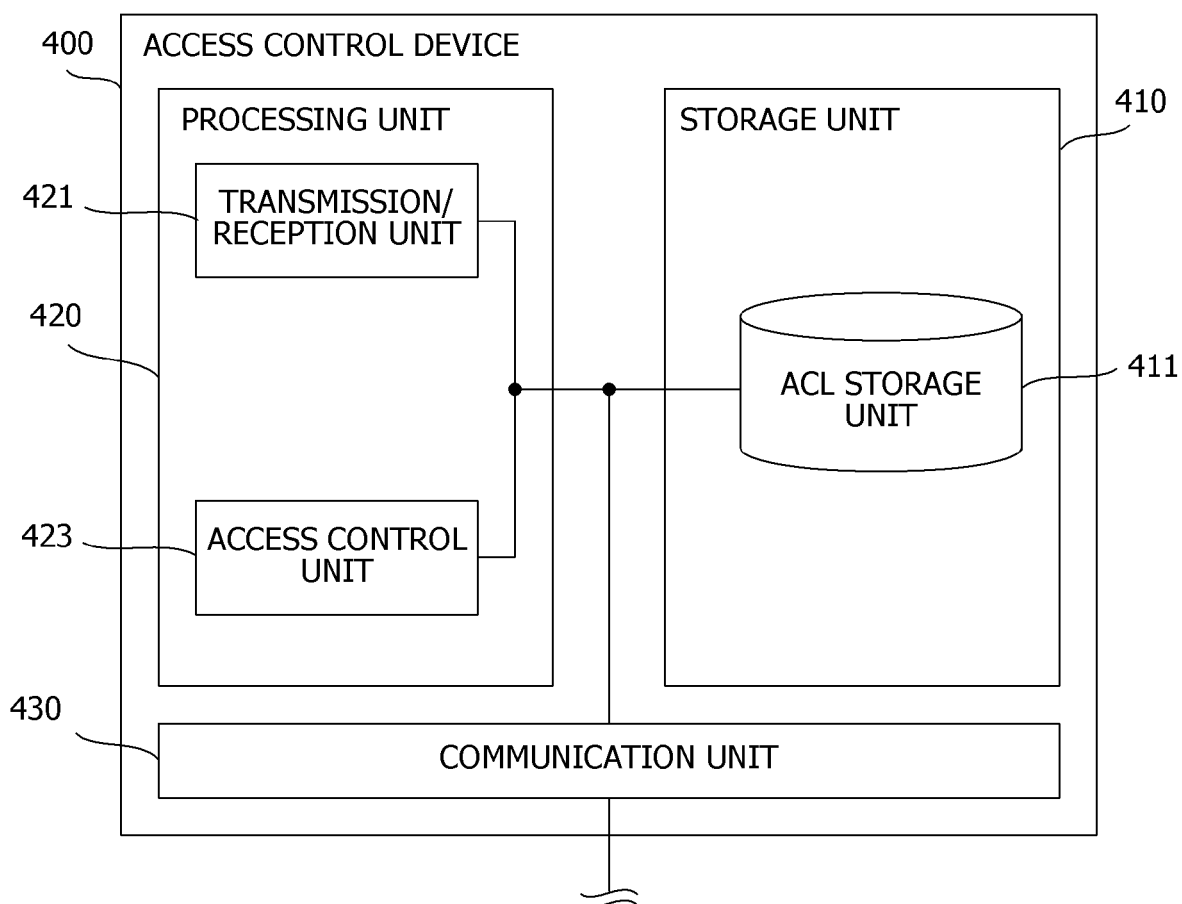 400
ACCESS CONTROL DEVICE
PROCESSING UNIT
STORAGE UNIT
410
421
TRANSMISSION/
RECEPTION UNIT
420
ACL STORAGE
UNIT
411
423
ACCESS CONTROL
UNIT
430
COMMUNICATION UNIT